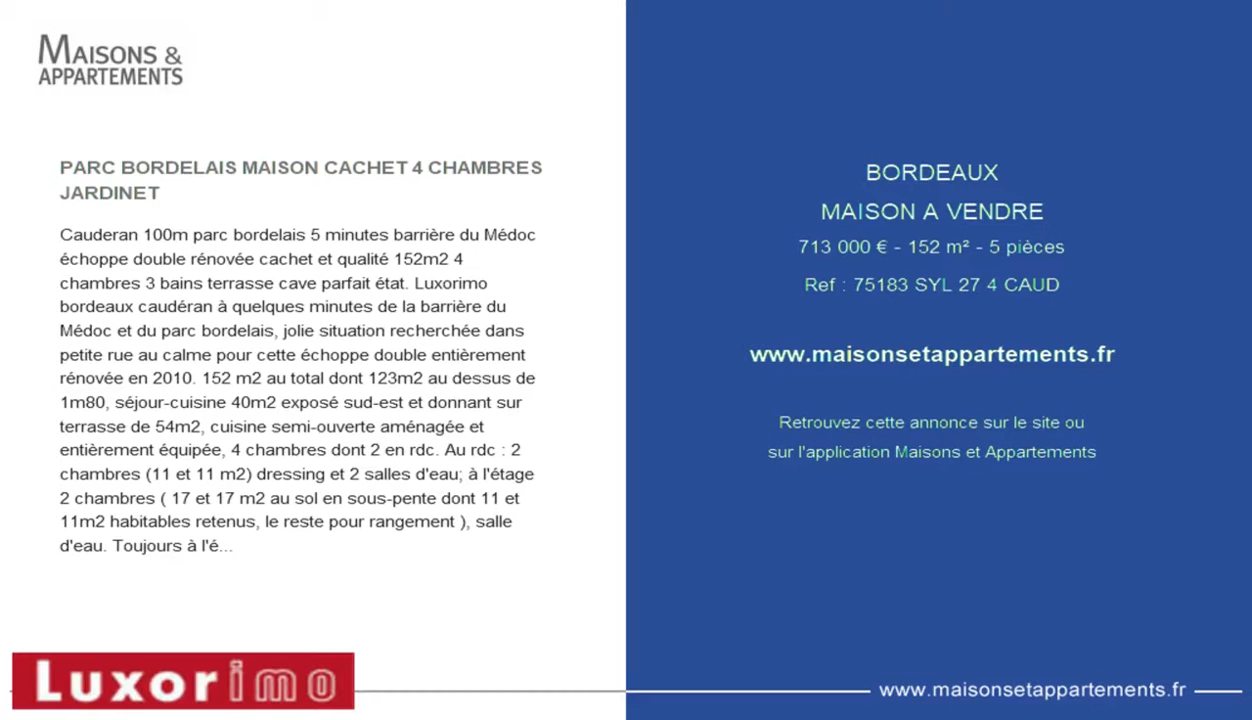 MAISONS &
APPARTEMENTS
PARC BORDELAIS MAISON CACHET 4 CHAMBRES
JARDINET
Cauderan 100m parc bordelais 5 minutes barrière du Médoc
échoppe double rénovée cachet et qualité 152m2 4
chambres 3 bains terrasse cave parfait état. Luxorimo
bordeaux caudéran à quelques minutes de la barrière du
Médoc et du parc bordelais, jolie situation recherchée dans
petite rue au calme pour cette échoppe double entièrement
rénovée en 2010. 152 m2 au total dont 123m2 au dessus de
1m80, séjour-cuisine 40m2 exposé sud-est et donnant sur
terrasse de 54m2, cuisine semi-ouverte aménagée et
entièrement équipée, 4 chambres dont 2 en rdc. Au rdc : 2
chambres (11 et 11 m2) dressing et 2 salles d'eau; à l'étage
2 chambres ( 17 et 17 m2 au sol en sous-pente dont 11 et
11m2 habitables retenus, le reste pour rangement ), salle
d'eau. Toujours à l'é...
Luxorimo
BORDEAUX
MAISON A VENDRE
713 000 € - 152 m² - 5 pièces
Ref : 75183 SYL 27 4 CAUD
www.maisonsetappartements.fr
Retrouvez cette annonce sur le site ou
sur l'application Maisons et Appartements
www.maisonsetappartements.fr